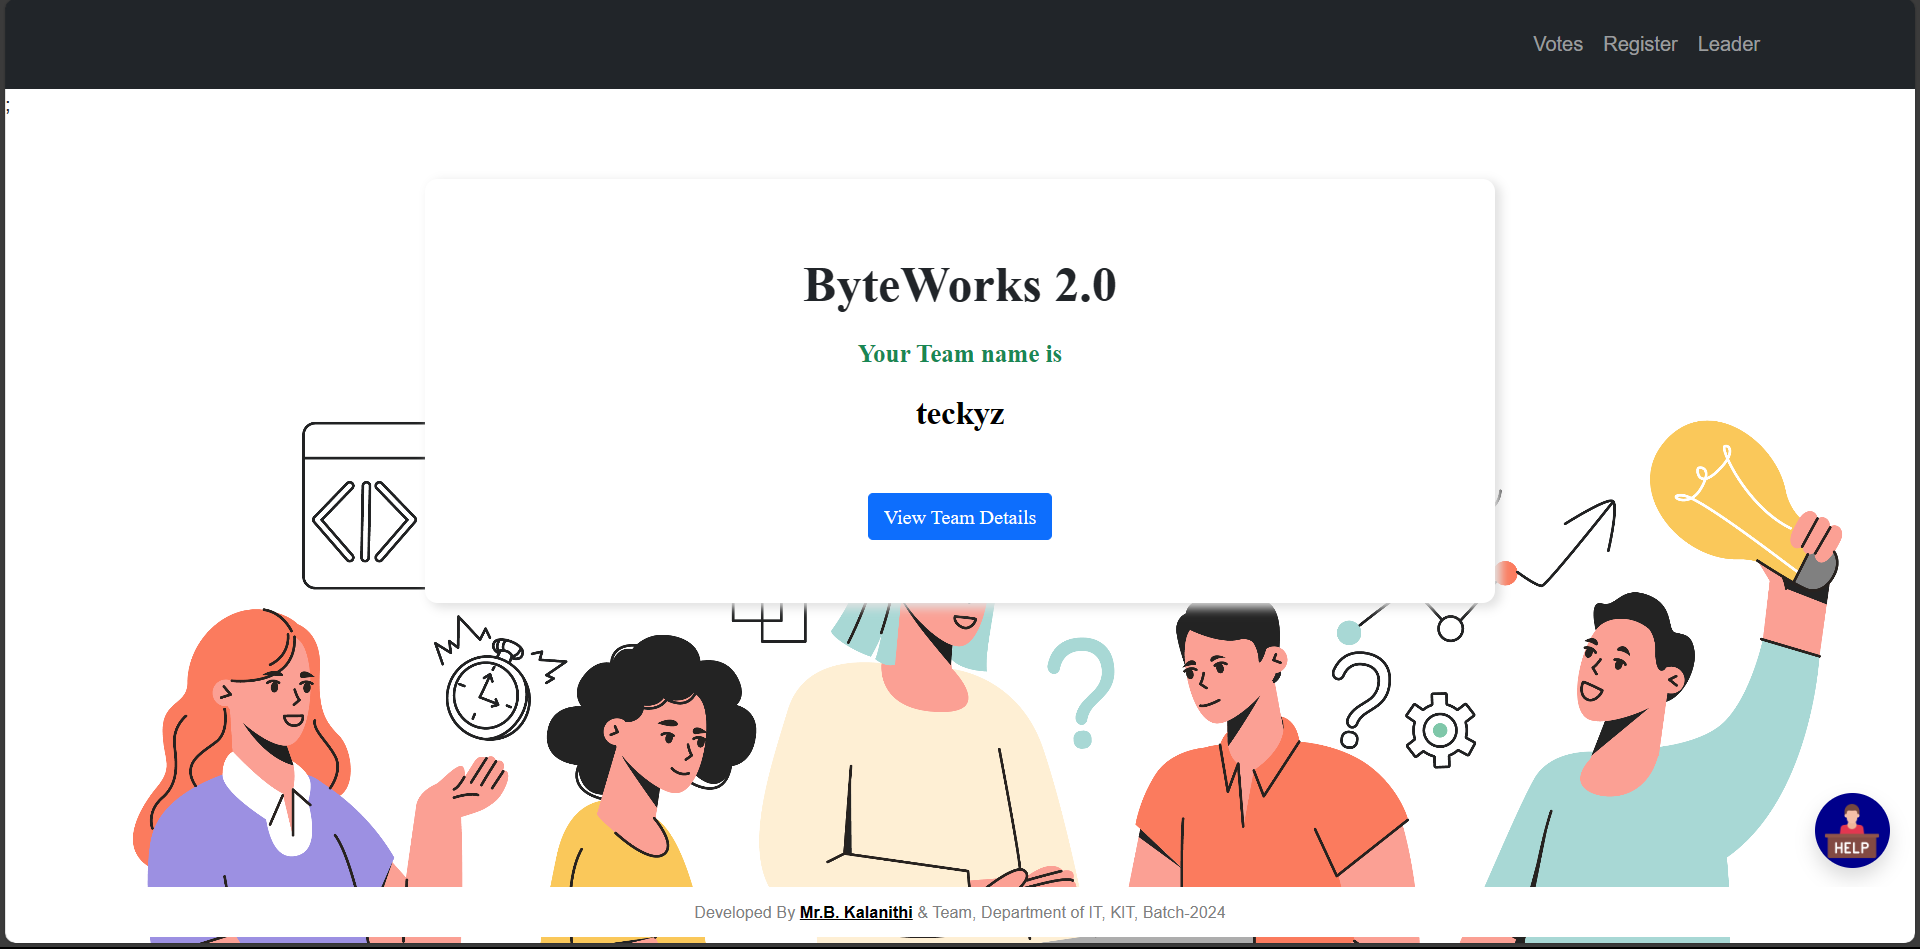 Votes Register Leader
;
ByteWorks 2.0
Your Team name is
teckyz
View Team Details
HELP
Developed By Mr.B. Kalanithi & Team, Department of IT, KIT, Batch-2024